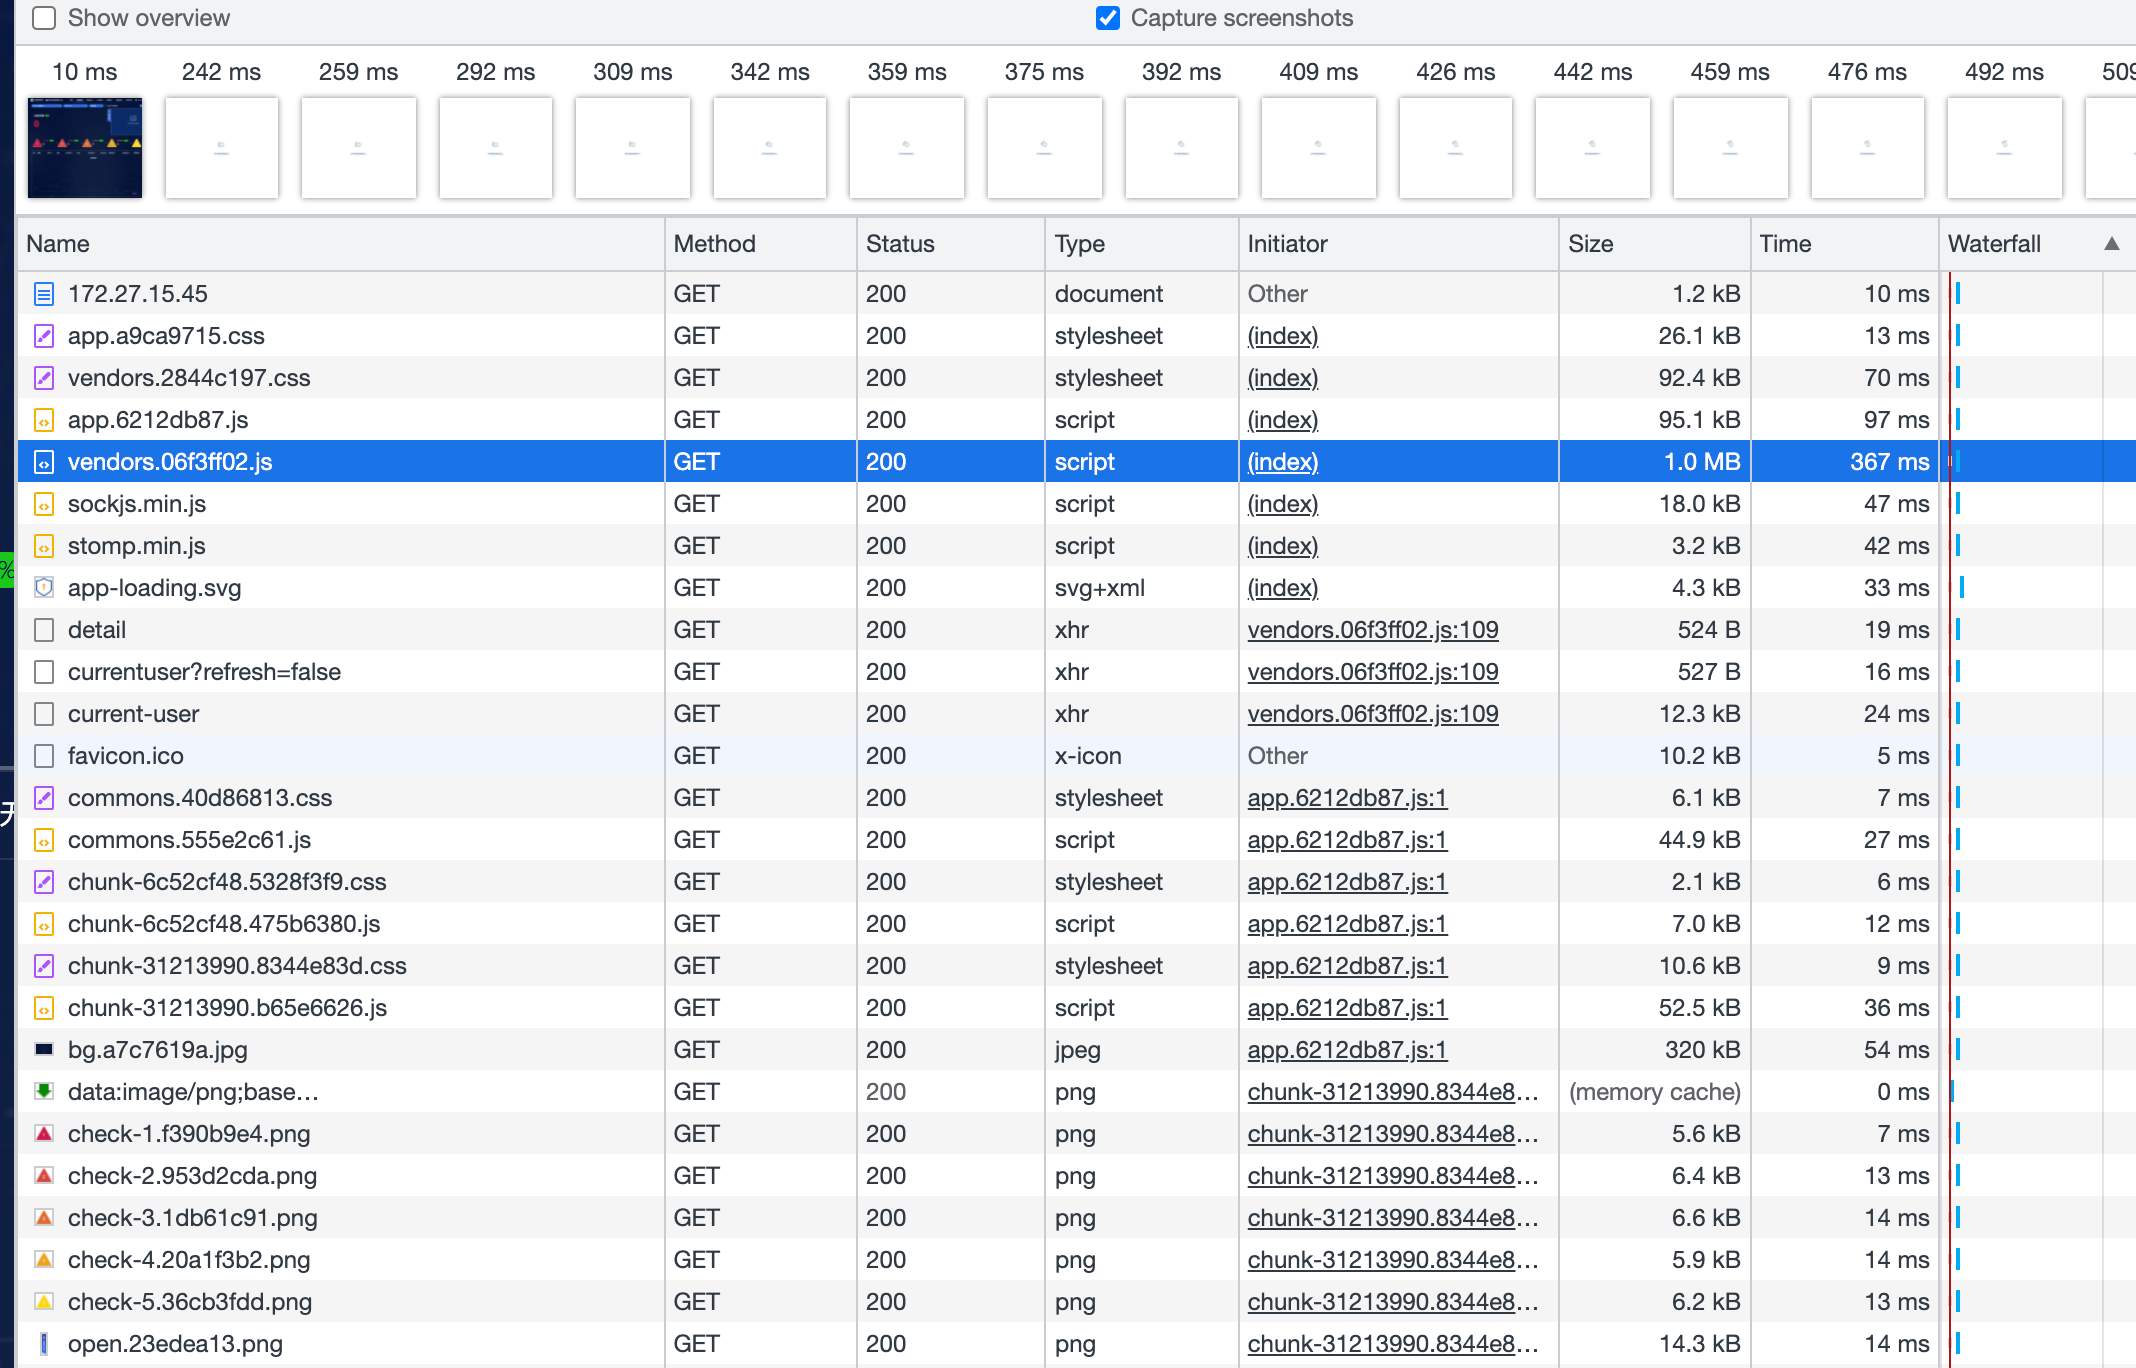 Show overview Capture screenshots
10 ms 242 ms 259 ms 292 ms 309 ms 342 ms 359 ms 375 ms 392 ms 409 ms 426 ms 442 ms 459 ms 476 ms 492 ms 509
Name Method Status Type Initiator Size Time Waterfall
172.27.15.45 GET 200 document Other 1.2 kB 10 ms
app.a9ca9715.css GET 200 stylesheet (index) 26.1 kB 13 ms
vendors.2844c197.css GET 200 stylesheet (index) 92.4 kB 70 ms
app.6212db87.js GET 200 script (index) 95.1 kB 97 ms
vendors.06f3ff02.js GET 200 script (index) 1.0 MB 367 ms
sockjs.min.js GET 200 script (index) 18.0 kB 47 ms
stomp.min.js GET 200 script (index) 3.2 kB 42 ms
%
app-loading.svg GET 200 svg+xml (index) 4.3 kB 33 ms
detail GET 200 xhr vendors.06f3ff02.js:109 524 B 19 ms
currentuser?refresh=false GET 200 xhr vendors.06f3ff02.js:109 527 B 16 ms
current-user GET 200 xhr vendors.06f3ff02.js:109 12.3 kB 24 ms
favicon.ico GET 200 x-icon Other 10.2 kB 5 ms
commons.40d86813.css GET 200 stylesheet app.6212db87.js:1 6.1 kB 7 ms
commons.555e2c61.js GET 200 script app.6212db87.js:1 44.9 kB 27 ms
chunk-6c52cf48.5328f3f9.css GET 200 stylesheet app.6212db87.js:1 2.1 kB 6 ms
chunk-6c52cf48.475b6380.js GET 200 script app.6212db87.js:1 7.0 kB 12 ms
chunk-31213990.8344e83d.css GET 200 stylesheet app.6212db87.js:1 10.6 kB 9 ms
chunk-31213990.b65e6626.js GET 200 script app.6212db87.js:1 52.5 kB 36 ms
bg.a7c7619a.jpg GET 200 jpeg app.6212db87.js:1 320 kB 54 ms
data:image/png;base… GET 200 png chunk-31213990.8344e8… (memory cache) 0 ms
check-1.f390b9e4.png GET 200 png chunk-31213990.8344e8… 5.6 kB 7 ms
check-2.953d2cda.png GET 200 png chunk-31213990.8344e8… 6.4 kB 13 ms
check-3.1db61c91.png GET 200 png chunk-31213990.8344e8… 6.6 kB 14 ms
check-4.20a1f3b2.png GET 200 png chunk-31213990.8344e8… 5.9 kB 14 ms
check-5.36cb3fdd.png GET 200 png chunk-31213990.8344e8… 6.2 kB 13 ms
open.23edea13.png GET 200 png chunk-31213990.8344e8… 14.3 kB 14 ms